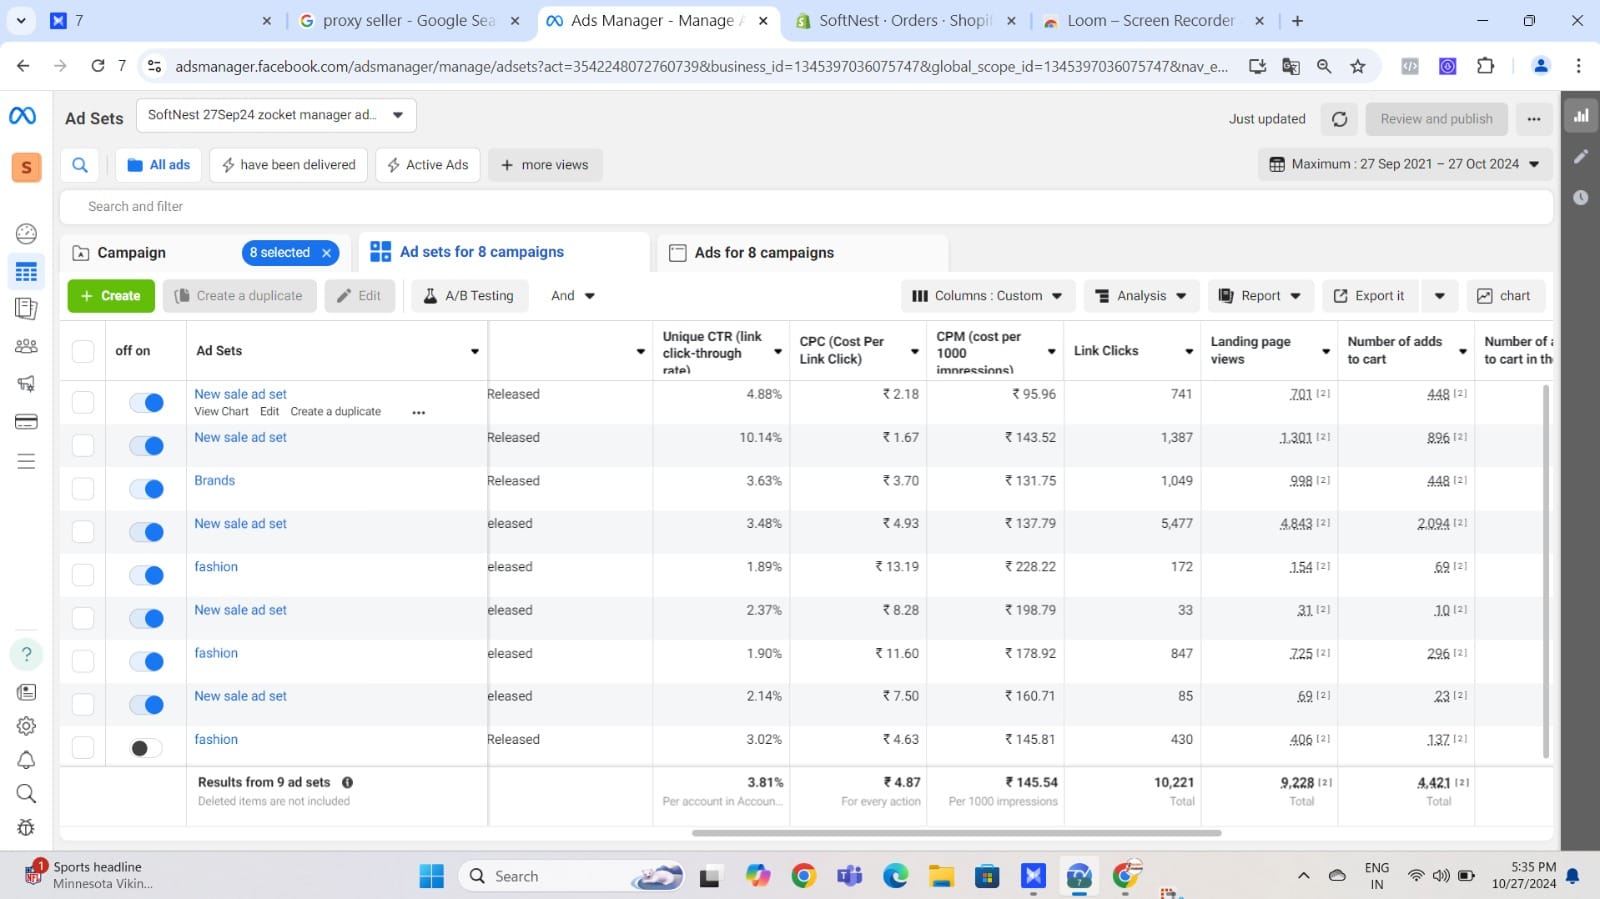 7
proxy seller - Google Sea
Ads Manager - Manage A
SoftNest · Orders · Shopif
Loom – Screen Recorder
7
adsmanager.facebook.com/adsmanager/manage/adsets?act=3542248072760739&business_id=1345397036075747&global_scope_id=1345397036075747&nav_e...
Ad Sets
SoftNest 27Sep24 zocket manager ad...
Just updated
Review and publish
S
All ads
have been delivered
Active Ads
+ more views
Maximum : 27 Sep 2021 – 27 Oct 2024
Search and filter
Campaign
8 selected
Ad sets for 8 campaigns
Ads for 8 campaigns
+ Create
Create a duplicate
Edit
A/B Testing
And
Columns : Custom
Analysis
Report
Export it
chart
off on
Ad Sets
Unique CTR (link click-through rate)
CPC (Cost Per Link Click)
CPM (cost per 1000 impressions)
Link Clicks
Landing page views
Number of adds to cart
Number of a to cart in the
New sale ad set Released 4.88% ₹ 2.18 ₹ 95.96 741 701 [2] 448 [2]
View Chart Edit Create a duplicate ...
New sale ad set Released 10.14% ₹ 1.67 ₹ 143.52 1,387 1,301 [2] 896 [2]
Brands Released 3.63% ₹ 3.70 ₹ 131.75 1,049 998 [2] 448 [2]
New sale ad set eleased 3.48% ₹ 4.93 ₹ 137.79 5,477 4,843 [2] 2,094 [2]
fashion eleased 1.89% ₹ 13.19 ₹ 228.22 172 154 [2] 69 [2]
New sale ad set eleased 2.37% ₹ 8.28 ₹ 198.79 33 31 [2] 10 [2]
fashion eleased 1.90% ₹ 11.60 ₹ 178.92 847 725 [2] 296 [2]
New sale ad set eleased 2.14% ₹ 7.50 ₹ 160.71 85 69 [2] 23 [2]
fashion Released 3.02% ₹ 4.63 ₹ 145.81 430 406 [2] 137 [2]
Results from 9 ad sets 3.81% ₹ 4.87 ₹ 145.54 10,221 9,228 [2] 4,421 [2]
Deleted items are not included Per account in Accoun... For every action Per 1000 impressions Total Total Total
1
Sports headline
Minnesota Vikin...
Search
ENG
IN
5:35 PM
10/27/2024